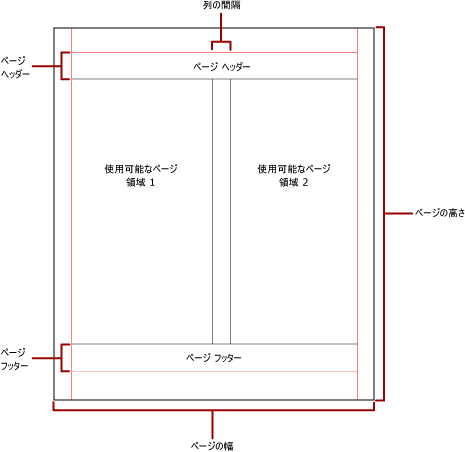 列の間隔
ページ
ヘッダー
ページ ヘッダー
使用可能なページ
領域 1
使用可能なページ
領域 2
ページの高さ
ページ
フッター
ページ フッター
ページの幅